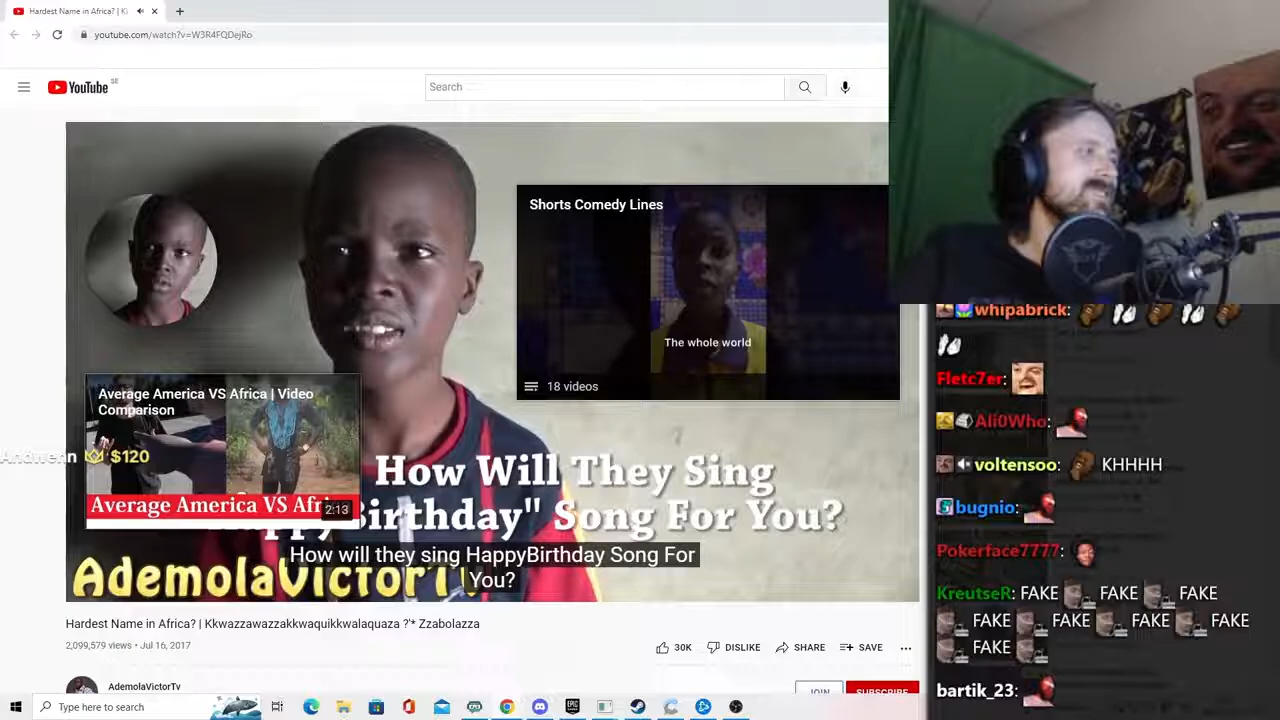 Hardest Name in Africa? | Ki
youtube.com/watch?v=W3R4FQDejRo
YouTube SE
Search
Shorts Comedy Lines
The whole world
18 videos
Average America VS Africa | Video
Comparison
Average America VS Afri
2:13
$120
How Will They Sing
Birthday" Song For You?
How will they sing HappyBirthday Song For
You?
AdemolaVictorTv
Hardest Name in Africa? | Kkwazzawazzakkwaquikkwalaquaza ?'* Zzabolazza
2,099,579 views • Jul 16, 2017
30K
DISLIKE
SHARE
SAVE
AdemolaVictorTv
JOIN
SUBSCRIBE
whipabrick:
Fletc7er:
Ali0Who:
voltensoo: KHHHH
bugnio:
Pokerface7777:
KreutseR: FAKE FAKE FAKE
FAKE FAKE FAKE FAKE
FAKE
bartik_23:
Type here to search